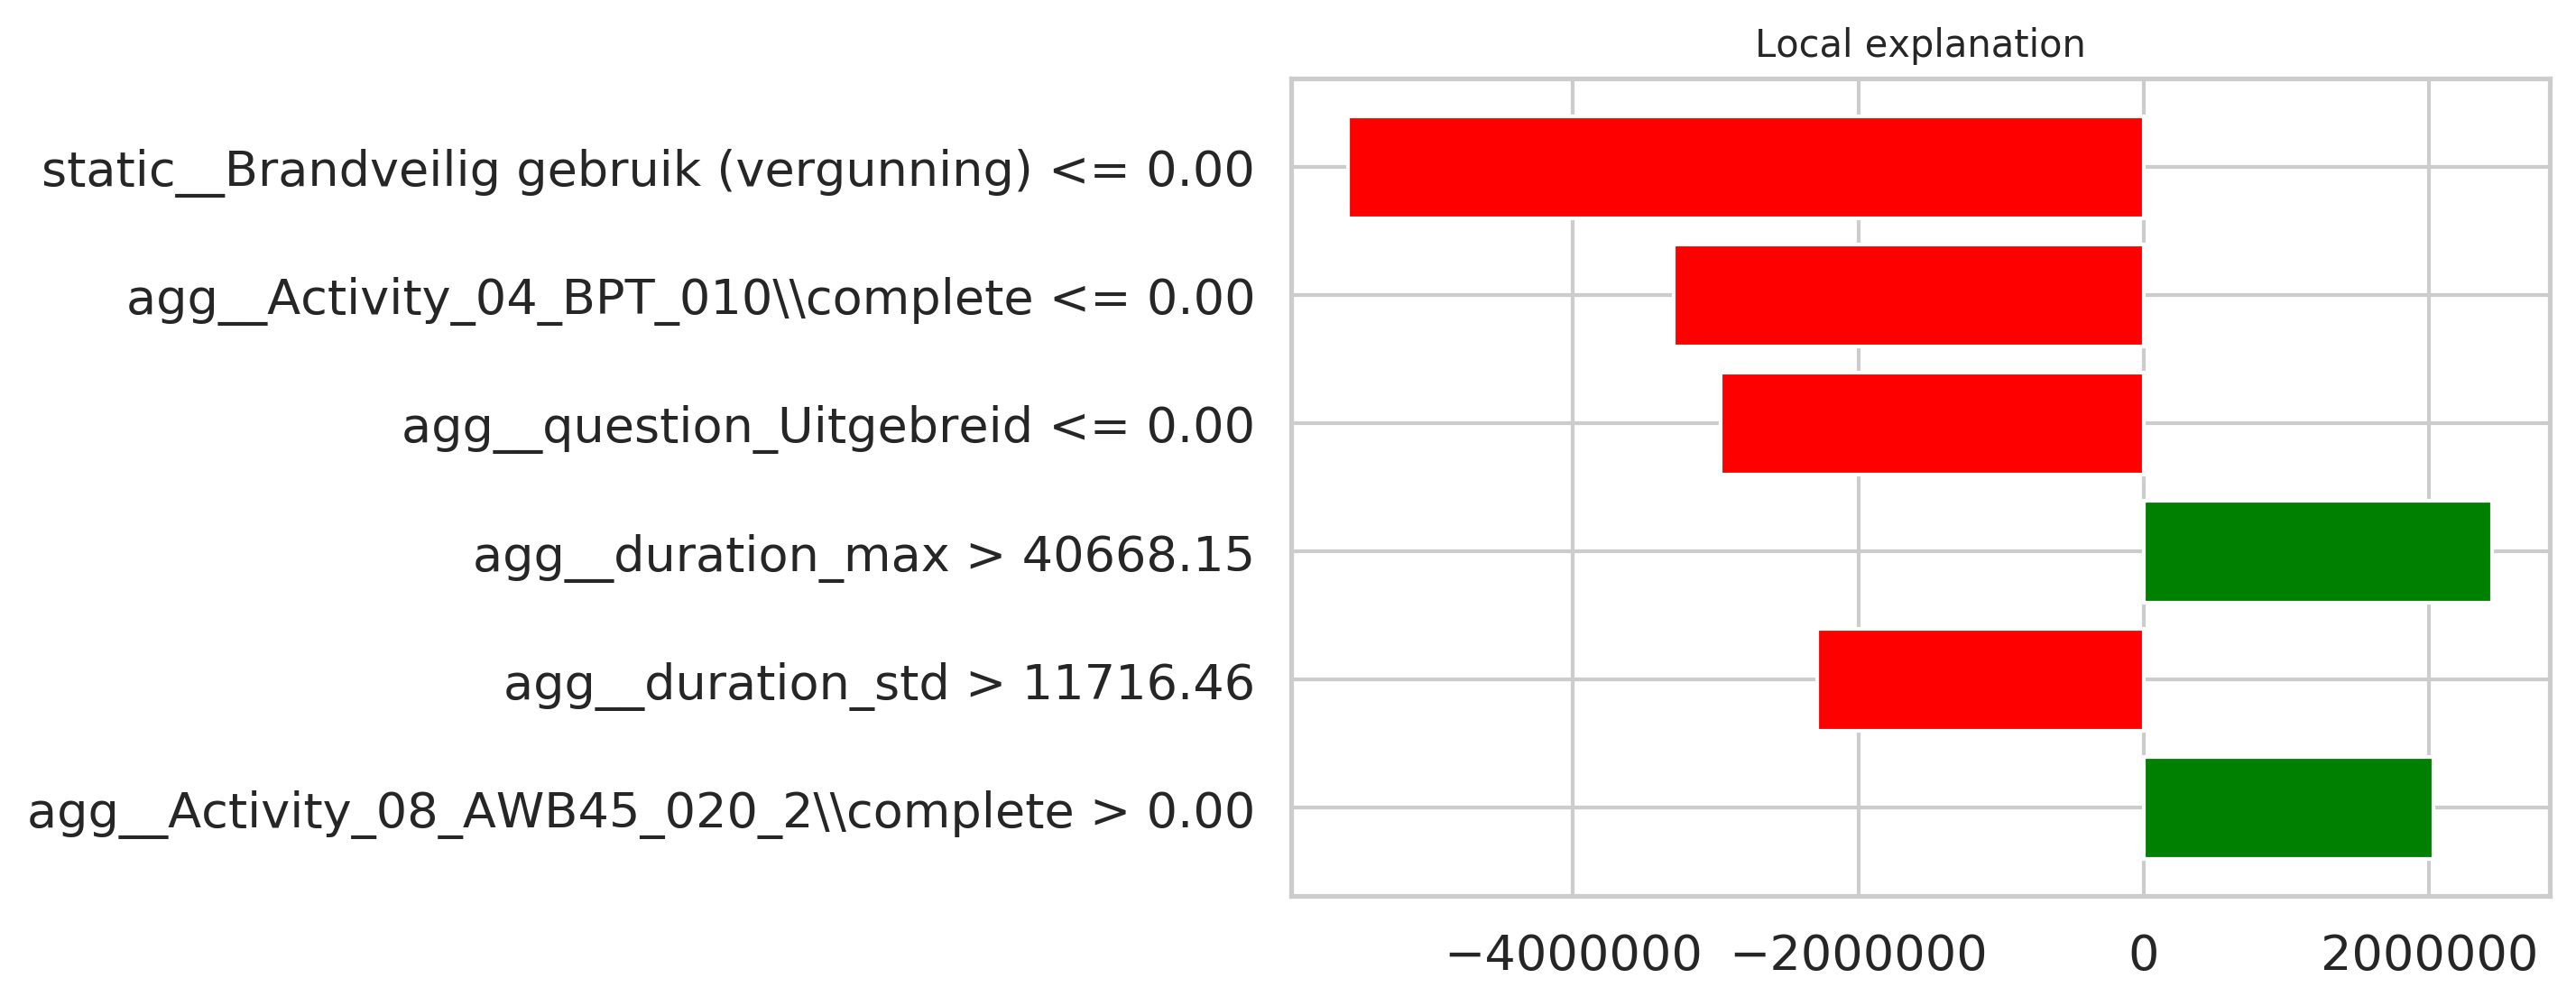 Local explanation
static__Brandveilig gebruik (vergunning) <= 0.00
agg__Activity_04_BPT_010\\complete <= 0.00
agg__question_Uitgebreid <= 0.00
agg__duration_max > 40668.15
agg__duration_std > 11716.46
agg__Activity_08_AWB45_020_2\\complete > 0.00
−4000000 −2000000 0 2000000